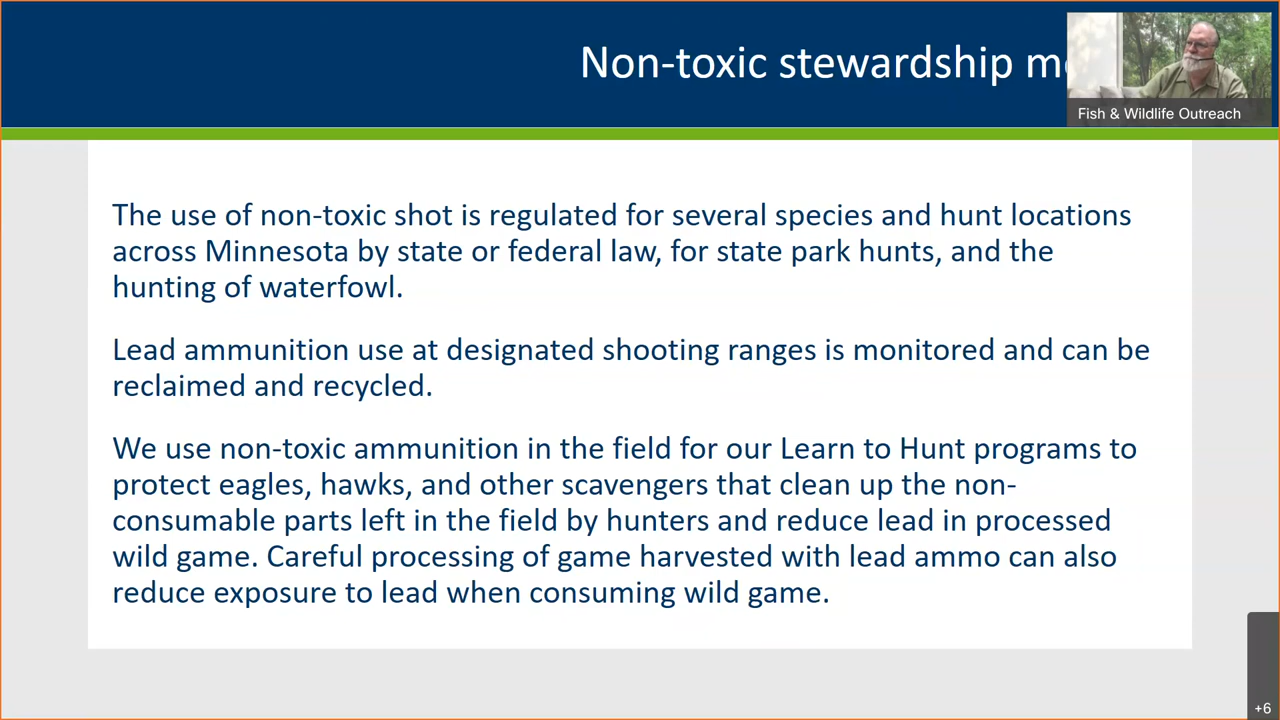 Non-toxic stewardship
Fish & Wildlife Outreach
The use of non-toxic shot is regulated for several species and hunt locations
across Minnesota by state or federal law, for state park hunts, and the
hunting of waterfowl.
Lead ammunition use at designated shooting ranges is monitored and can be
reclaimed and recycled.
We use non-toxic ammunition in the field for our Learn to Hunt programs to
protect eagles, hawks, and other scavengers that clean up the non-
consumable parts left in the field by hunters and reduce lead in processed
wild game. Careful processing of game harvested with lead ammo can also
reduce exposure to lead when consuming wild game.
+6